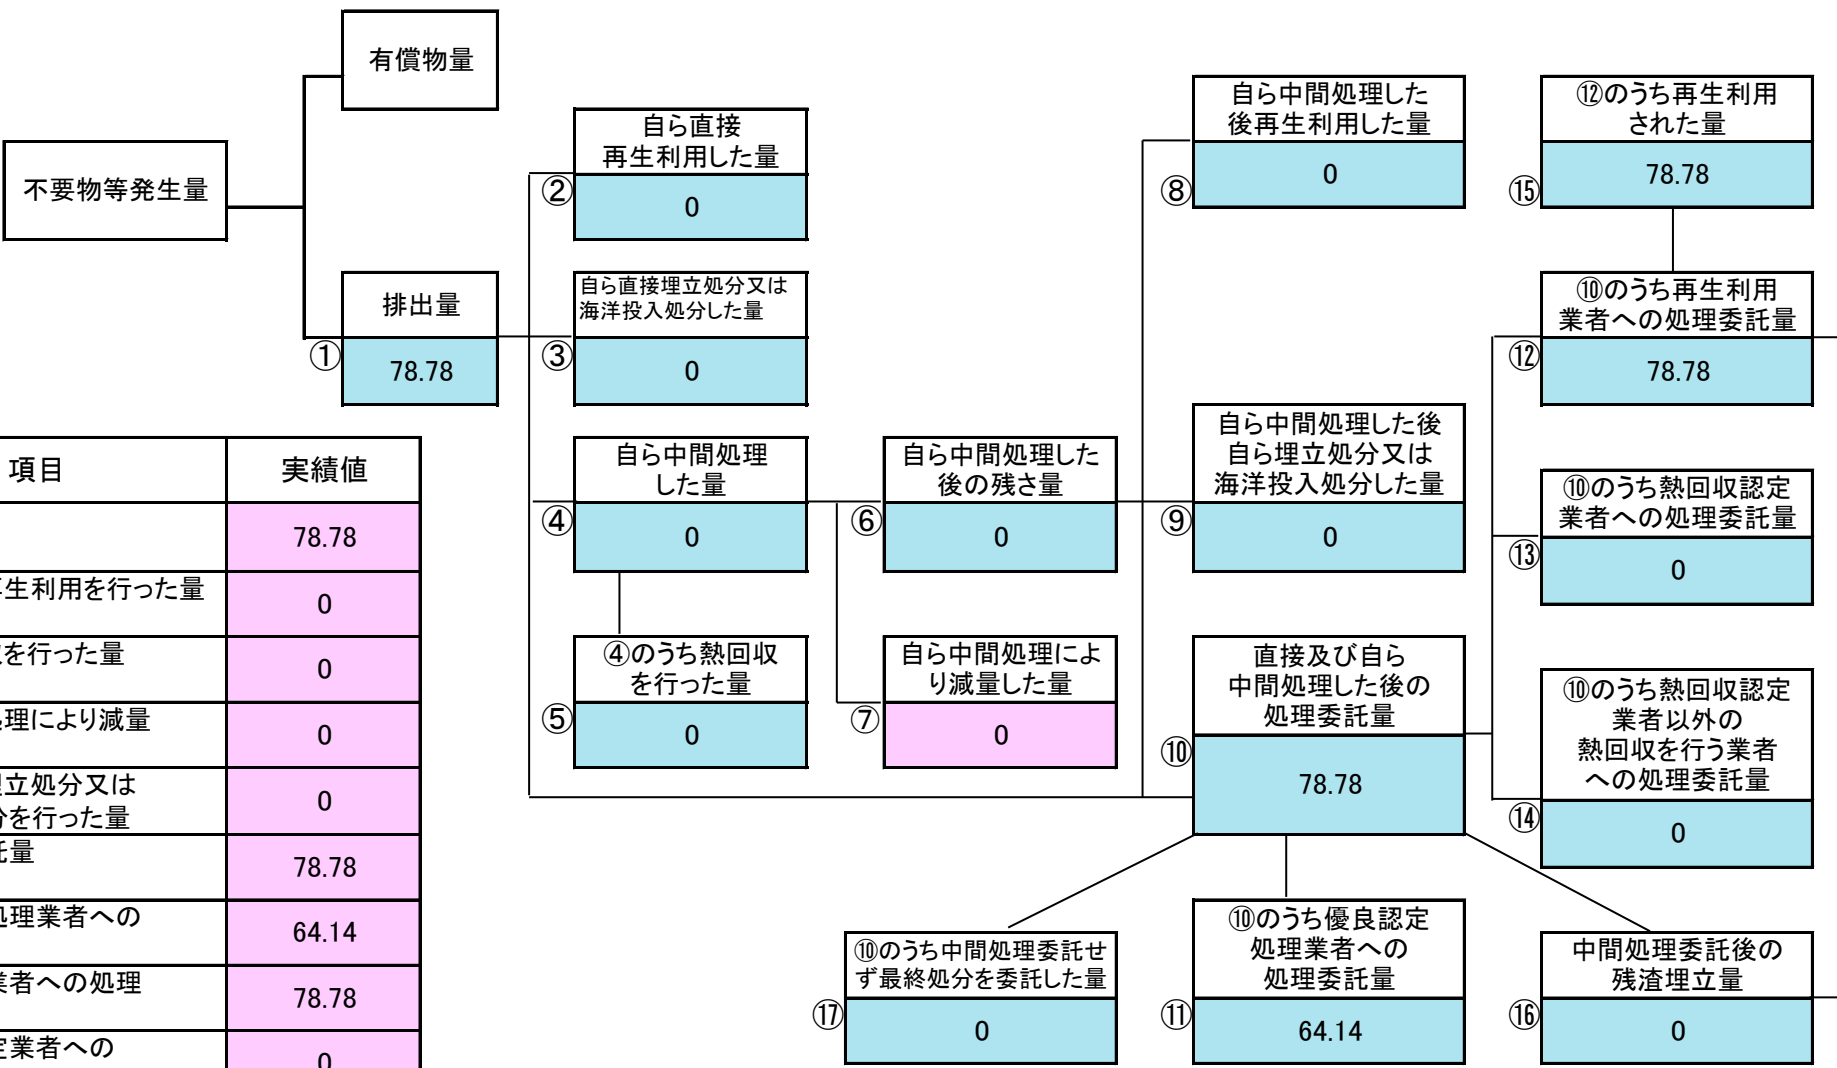 有償物量
不要物等発生量
排出量
①
78.78
自ら直接
再生利用した量
②
0
自ら直接埋立処分又は
海洋投入処分した量
③
0
自ら中間処理
した量
④
0
④のうち熱回収
を行った量
⑤
0
自ら中間処理した
後の残さ量
⑥
0
自ら中間処理によ
り減量した量
⑦
0
自ら中間処理した
後再生利用した量
⑧
0
自ら中間処理した後
自ら埋立処分又は
海洋投入処分した量
⑨
0
直接及び自ら
中間処理した後の
処理委託量
⑩
78.78
⑩のうち優良認定
処理業者への
処理委託量
⑪
64.14
⑫のうち再生利用
された量
⑮
78.78
⑩のうち再生利用
業者への処理委託量
⑫
78.78
⑩のうち熱回収認定
業者への処理委託量
⑬
0
⑩のうち熱回収認定
業者以外の
熱回収を行う業者
への処理委託量
⑭
0
中間処理委託後の
残渣埋立量
⑯
0
⑩のうち中間処理委託せ
ず最終処分を委託した量
⑰
0
項目 実績値
78.78
生利用を行った量
0
を行った量
0
理により減量
0
立処分又は
を行った量
0
量
78.78
理業者への
64.14
者への処理
78.78
業者への
0